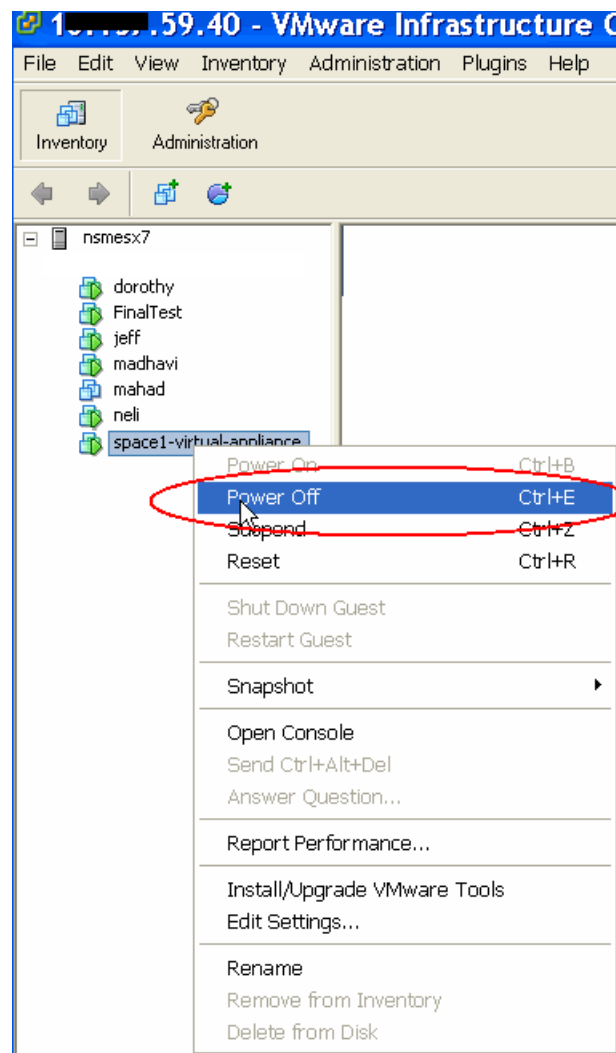 .59.40 - VMware Infrastructure C
File Edit View Inventory Administration Plugins Help
Inventory Administration
nsmesx7
dorothy
FinalTest
jeff
madhavi
mahad
neli
space1-virtual-appliance
Power On Ctrl+B
Power Off Ctrl+E
Suspend Ctrl+Z
Reset Ctrl+R
Shut Down Guest
Restart Guest
Snapshot
Open Console
Send Ctrl+Alt+Del
Answer Question...
Report Performance...
Install/Upgrade VMware Tools
Edit Settings...
Rename
Remove from Inventory
Delete from Disk